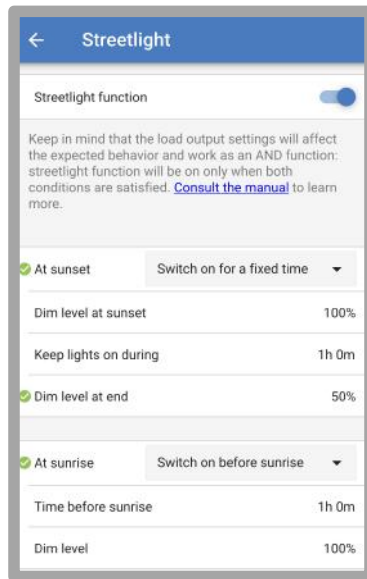 Streetlight
Streetlight function
Keep in mind that the load output settings will affect
the expected behavior and work as an AND function:
streetlight function will be on only when both
conditions are satisfied. Consult the manual to learn
more.
At sunset Switch on for a fixed time
Dim level at sunset 100%
Keep lights on during 1h 0m
Dim level at end 50%
At sunrise Switch on before sunrise
Time before sunrise 1h 0m
Dim level 100%